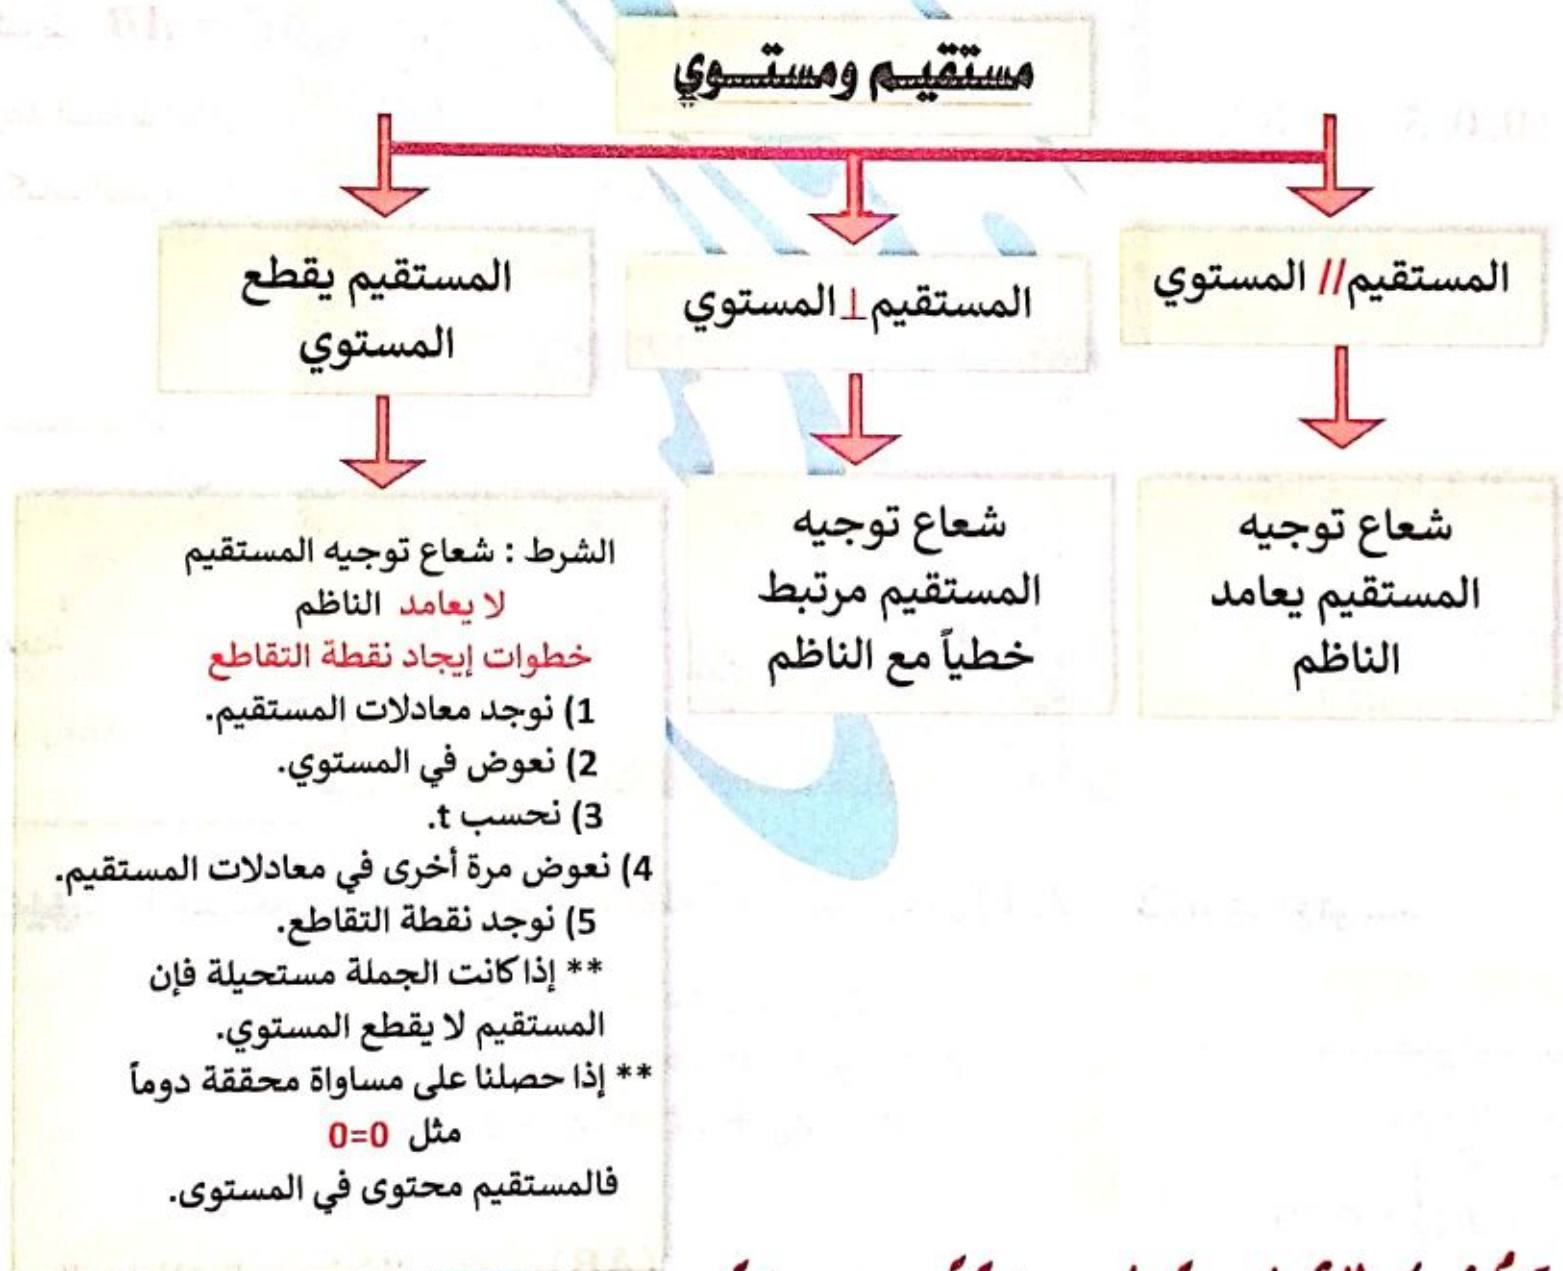 مستقيم ومستوي
المستقيم // المستوي
المستقيم ⊥ المستوي
المستقيم يقطع
المستوي
شعاع توجيه
المستقيم يعامد
الناظم
شعاع توجيه
المستقيم مرتبط
خطياً مع الناظم
الشرط : شعاع توجيه المستقيم
لا يعامد الناظم
خطوات إيجاد نقطة التقاطع
1) نوجد معادلات المستقيم.
2) نعوض في المستوي.
3) نحسب t.
4) نعوض مرة أخرى في معادلات المستقيم.
5) نوجد نقطة التقاطع.
** إذا كانت الجملة مستحيلة فإن
المستقيم لا يقطع المستوي.
** إذا حصلنا على مساواة محققة دوماً
مثل 0=0
فالمستقيم محتوى في المستوى.